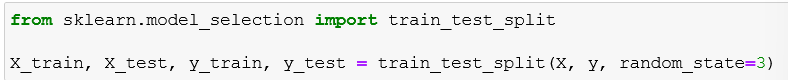 from sklearn.model_selection import train_test_split
X_train, X_test, y_train, y_test = train_test_split(X, y, random_state=3)